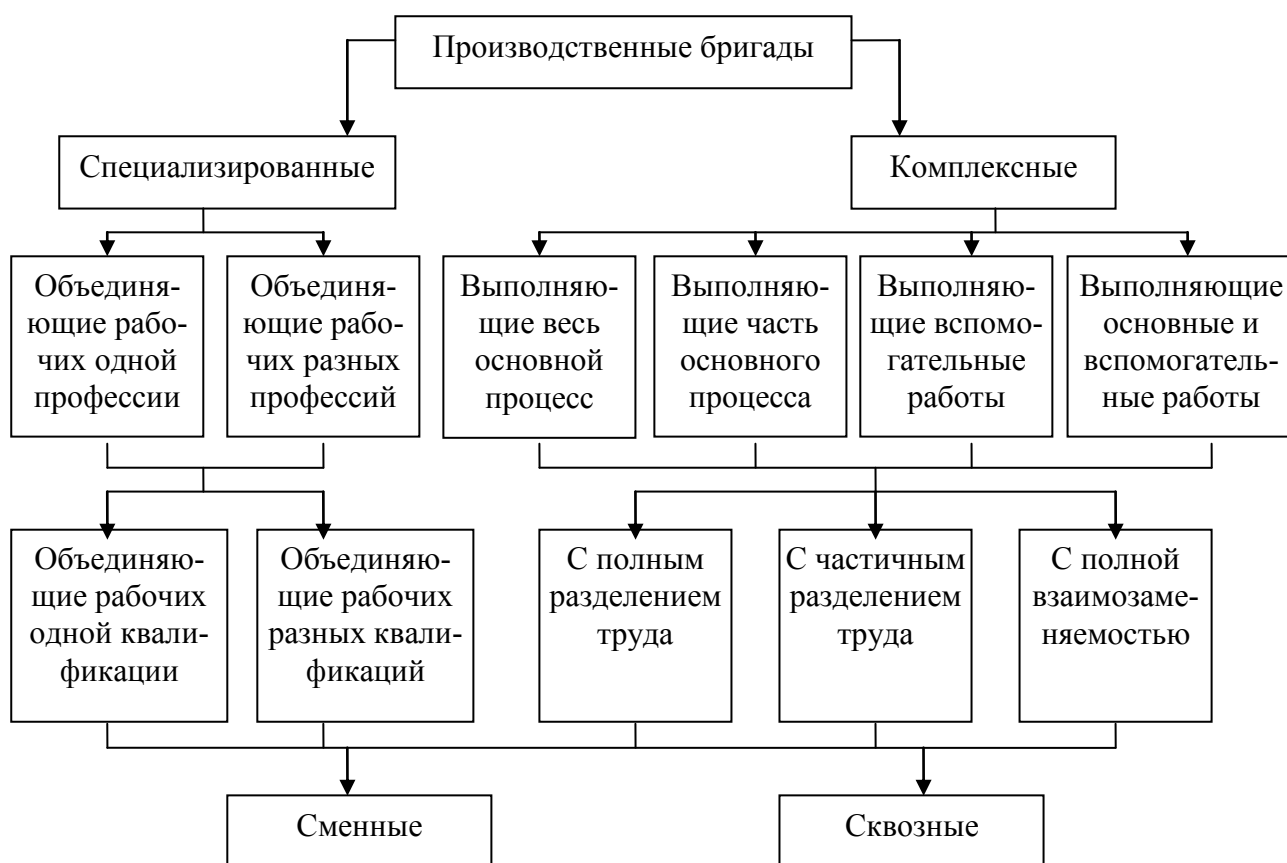 Производственные бригады
Специализированные
Комплексные
Объединя-
ющие рабо-
чих одной
профессии
Объединя-
ющие рабо-
чих разных
профессий
Выполняю-
щие весь
основной
процесс
Выполняю-
щие часть
основного
процесса
Выполняю-
щие вспомо-
гательные
работы
Выполняющие
основные и
вспомогатель-
ные работы
Объединяю-
щие рабочих
одной квали-
фикации
Объединяю-
щие рабочих
разных квали-
фикаций
С полным
разделением
труда
С частичным
разделением
труда
С полной
взаимозаме-
няемостью
Сменные
Сквозные